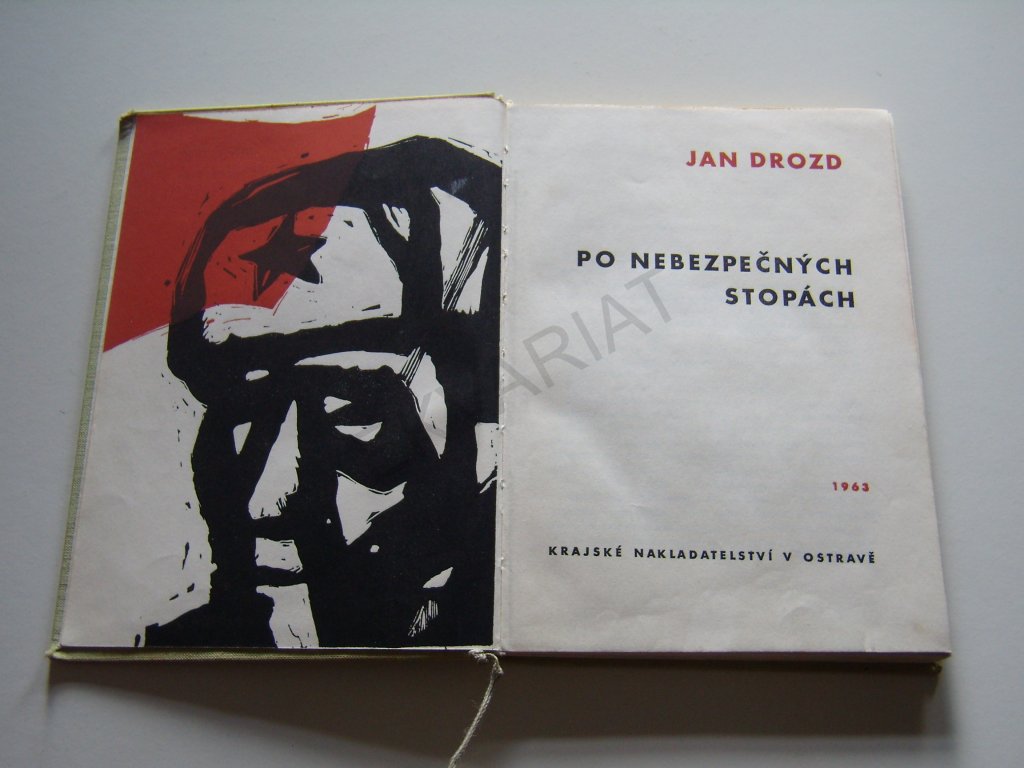 JAN DROZD
PO NEBEZPEČNÝCH
STOPÁCH
1963
KRAJSKÉ NAKLADATELSTVÍ V OSTRAVĚ